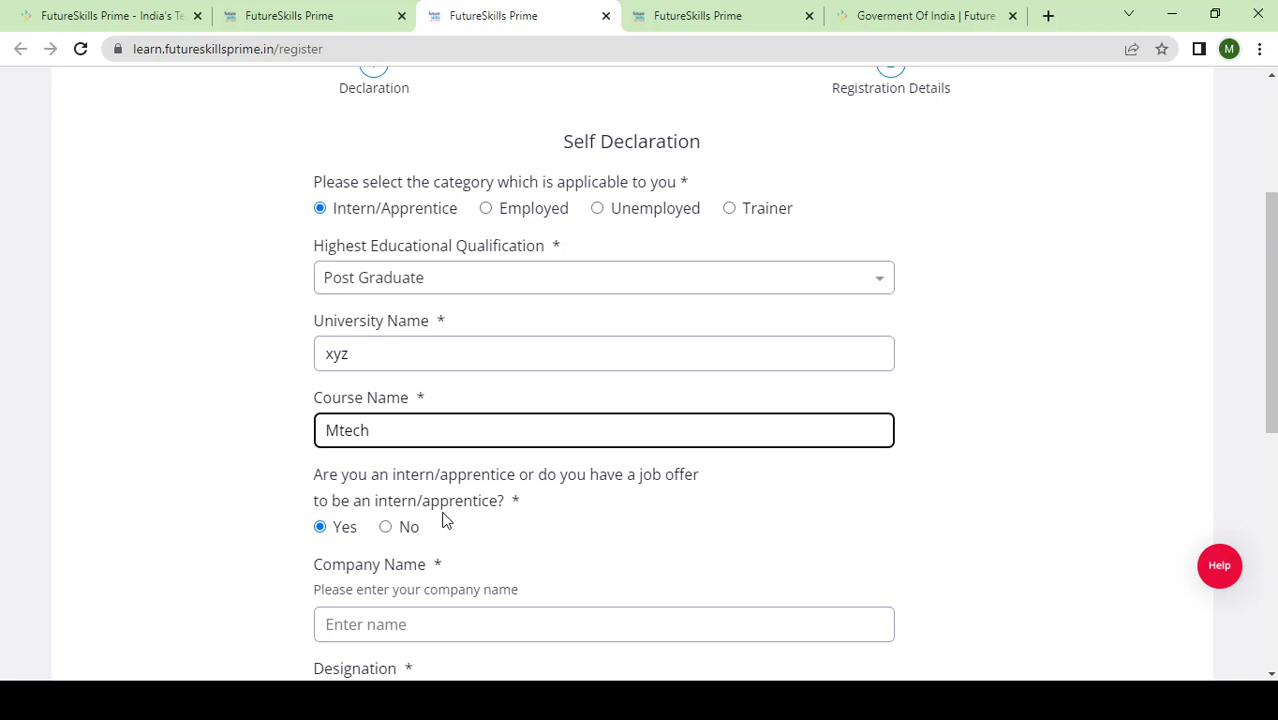 FutureSkills Prime - India's Te
FutureSkills Prime
FutureSkills Prime
FutureSkills Prime
Goverment Of India | Future
learn.futureskillsprime.in/register
M
Declaration
Registration Details
Self Declaration
Please select the category which is applicable to you *
Intern/Apprentice Employed Unemployed Trainer
Highest Educational Qualification *
Post Graduate
University Name *
xyz
Course Name *
Mtech
Are you an intern/apprentice or do you have a job offer
to be an intern/apprentice? *
Yes No
Company Name *
Please enter your company name
Enter name
Designation *
Help